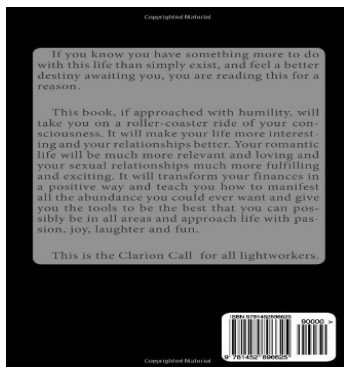 Copyrighted Material
If you know you have something more to do
with this life than simply exist, and feel a better
destiny awaiting you, you are reading this for a
reason.
This book, if approached with humility, will
take you on a roller-coaster ride of your con-
sciousness. It will make your life more interest-
ing and your relationships better. Your romantic
life will be much more relevant and loving and
your sexual relationships much more fulfilling
and exciting. It will transform your finances in
a positive way and teach you how to manifest
all the abundance you could ever want and give
you the tools to be the best that you can pos-
sibly be in all areas and approach life with pas-
sion, joy, laughter and fun.
This is the Clarion Call for all lightworkers.
ISBN 9781452896625
90000 >
9 781452 896625
Copyrighted Material